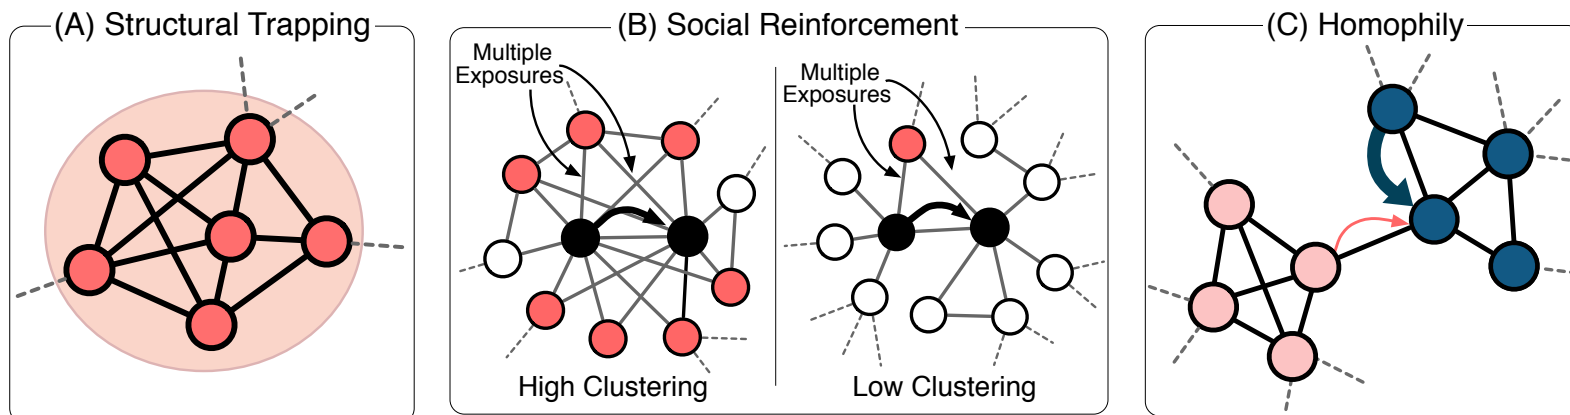 (A) Structural Trapping
(B) Social Reinforcement
Multiple
Exposures
High Clustering
Multiple
Exposures
Low Clustering
(C) Homophily